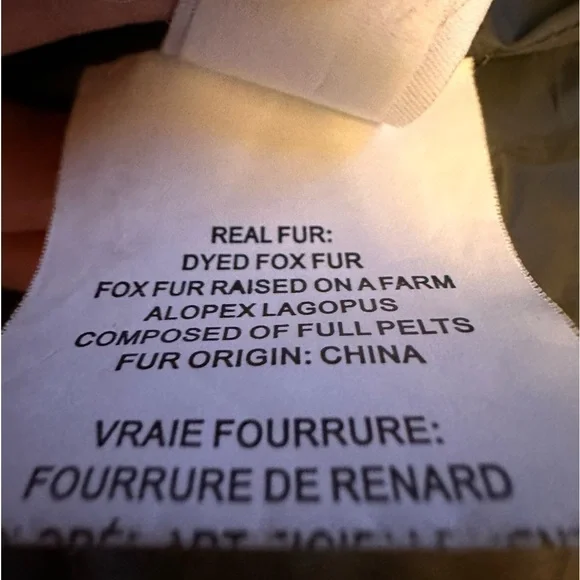 REAL FUR:
DYED FOX FUR
FOX FUR RAISED ON A FARM
ALOPEX LAGOPUS
COMPOSED OF FULL PELTS
FUR ORIGIN: CHINA
VRAIE FOURRURE:
FOURRURE DE RENARD